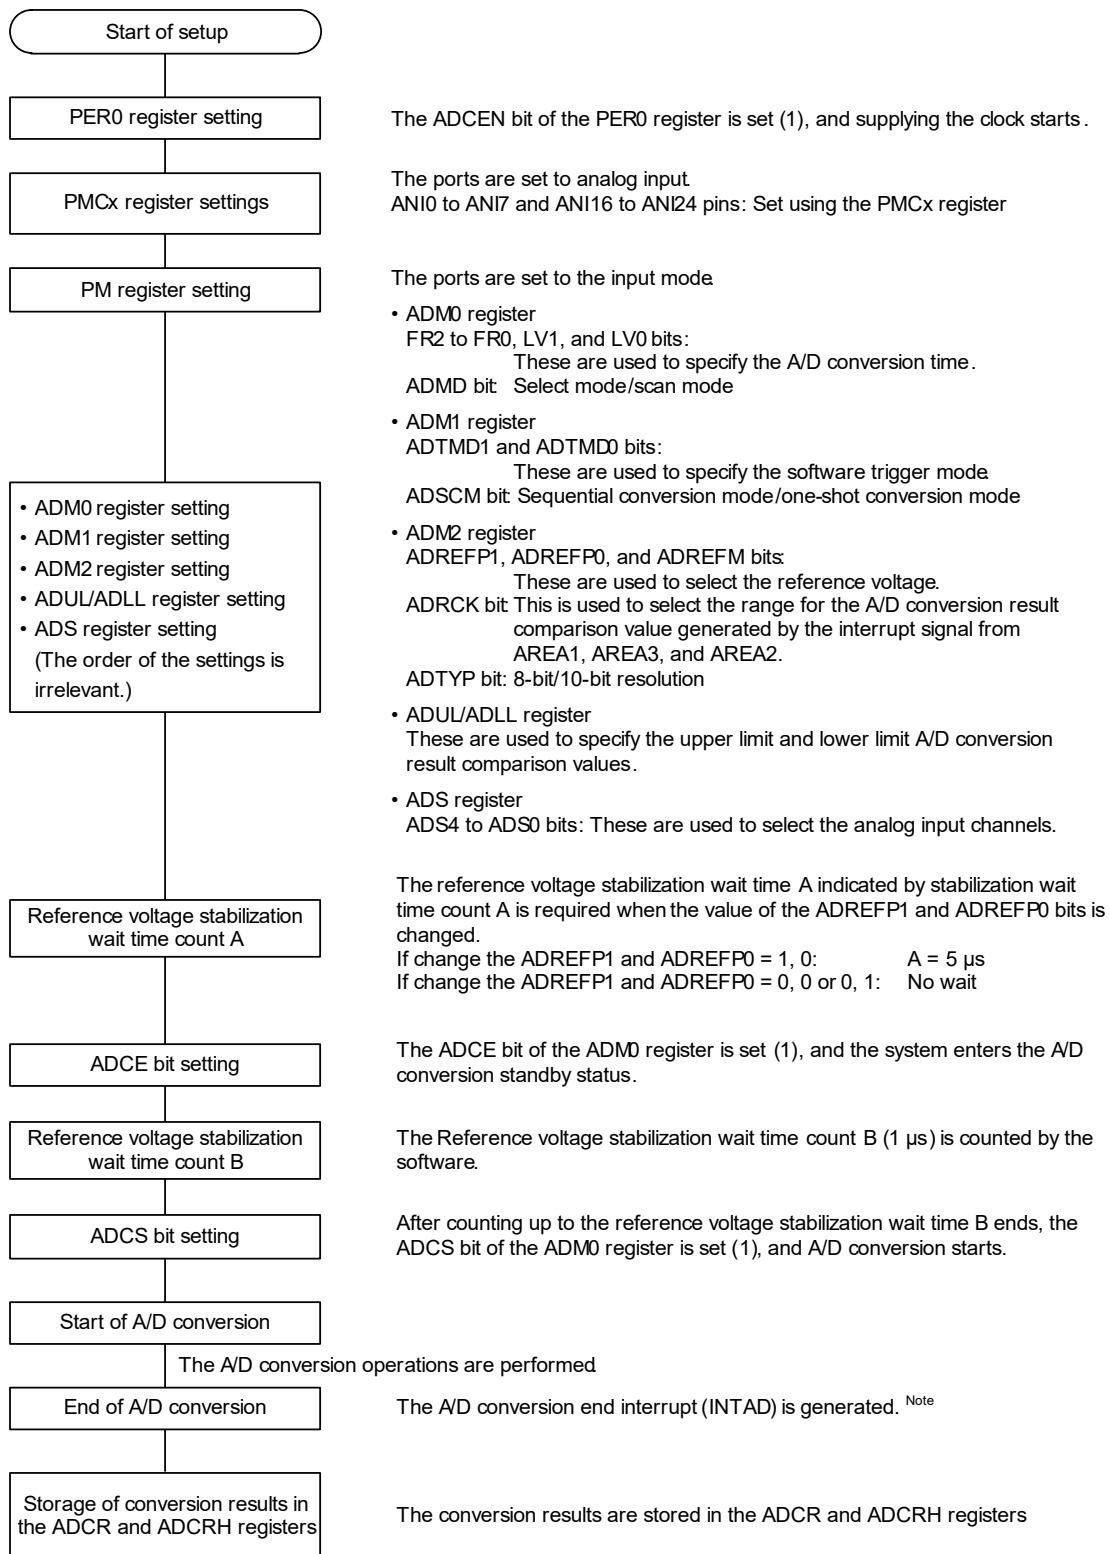 Start of setup
PER0 register setting
The ADCEN bit of the PER0 register is set (1), and supplying the clock starts.
PMCx register settings
The ports are set to analog input.
ANI0 to ANI7 and ANI16 to ANI24 pins: Set using the PMCx register
PM register setting
The ports are set to the input mode.
• ADM0 register setting
• ADM1 register setting
• ADM2 register setting
• ADUL/ADLL register setting
• ADS register setting
(The order of the settings is
irrelevant.)
• ADM0 register
FR2 to FR0, LV1, and LV0 bits:
These are used to specify the A/D conversion time.
ADMD bit: Select mode/scan mode
• ADM1 register
ADTMD1 and ADTMD0 bits:
These are used to specify the software trigger mode.
ADSCM bit: Sequential conversion mode/one-shot conversion mode
• ADM2 register
ADREFP1, ADREFP0, and ADREFM bits:
These are used to select the reference voltage.
ADRCK bit: This is used to select the range for the A/D conversion result
comparison value generated by the interrupt signal from
AREA1, AREA3, and AREA2.
ADTYP bit: 8-bit/10-bit resolution
• ADUL/ADLL register
These are used to specify the upper limit and lower limit A/D conversion
result comparison values.
• ADS register
ADS4 to ADS0 bits: These are used to select the analog input channels.
Reference voltage stabilization
wait time count A
The reference voltage stabilization wait time A indicated by stabilization wait
time count A is required when the value of the ADREFP1 and ADREFP0 bits is
changed.
If change the ADREFP1 and ADREFP0 = 1, 0: A = 5 µs
If change the ADREFP1 and ADREFP0 = 0, 0 or 0, 1: No wait
ADCE bit setting
The ADCE bit of the ADM0 register is set (1), and the system enters the A/D
conversion standby status.
Reference voltage stabilization
wait time count B
The Reference voltage stabilization wait time count B (1 µs) is counted by the
software.
ADCS bit setting
After counting up to the reference voltage stabilization wait time B ends, the
ADCS bit of the ADM0 register is set (1), and A/D conversion starts.
Start of A/D conversion
The A/D conversion operations are performed.
End of A/D conversion
The A/D conversion end interrupt (INTAD) is generated. Note
Storage of conversion results in
the ADCR and ADCRH registers
The conversion results are stored in the ADCR and ADCRH registers